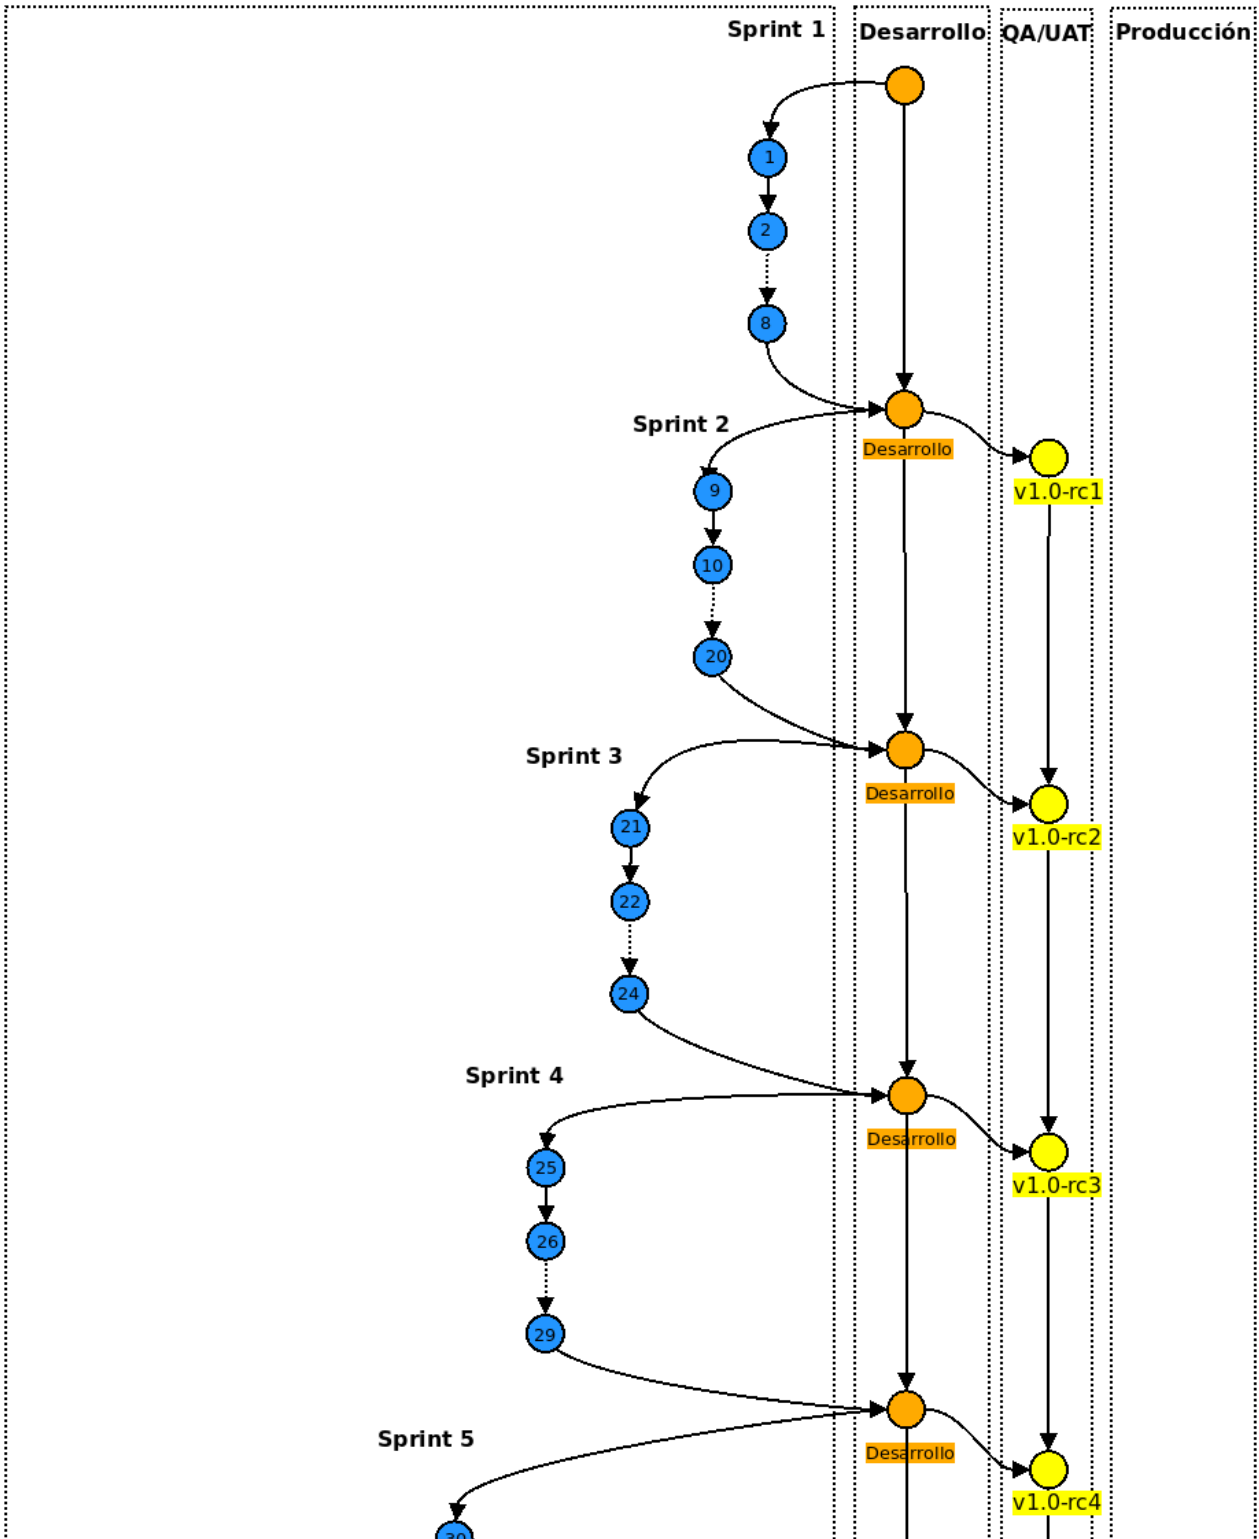 Sprint 1
Desarrollo
QA/UAT
Producción
1
2
8
Sprint 2
Desarrollo
v1.0-rc1
9
10
20
Sprint 3
Desarrollo
v1.0-rc2
21
22
24
Sprint 4
Desarrollo
v1.0-rc3
25
26
29
Sprint 5
Desarrollo
v1.0-rc4
30